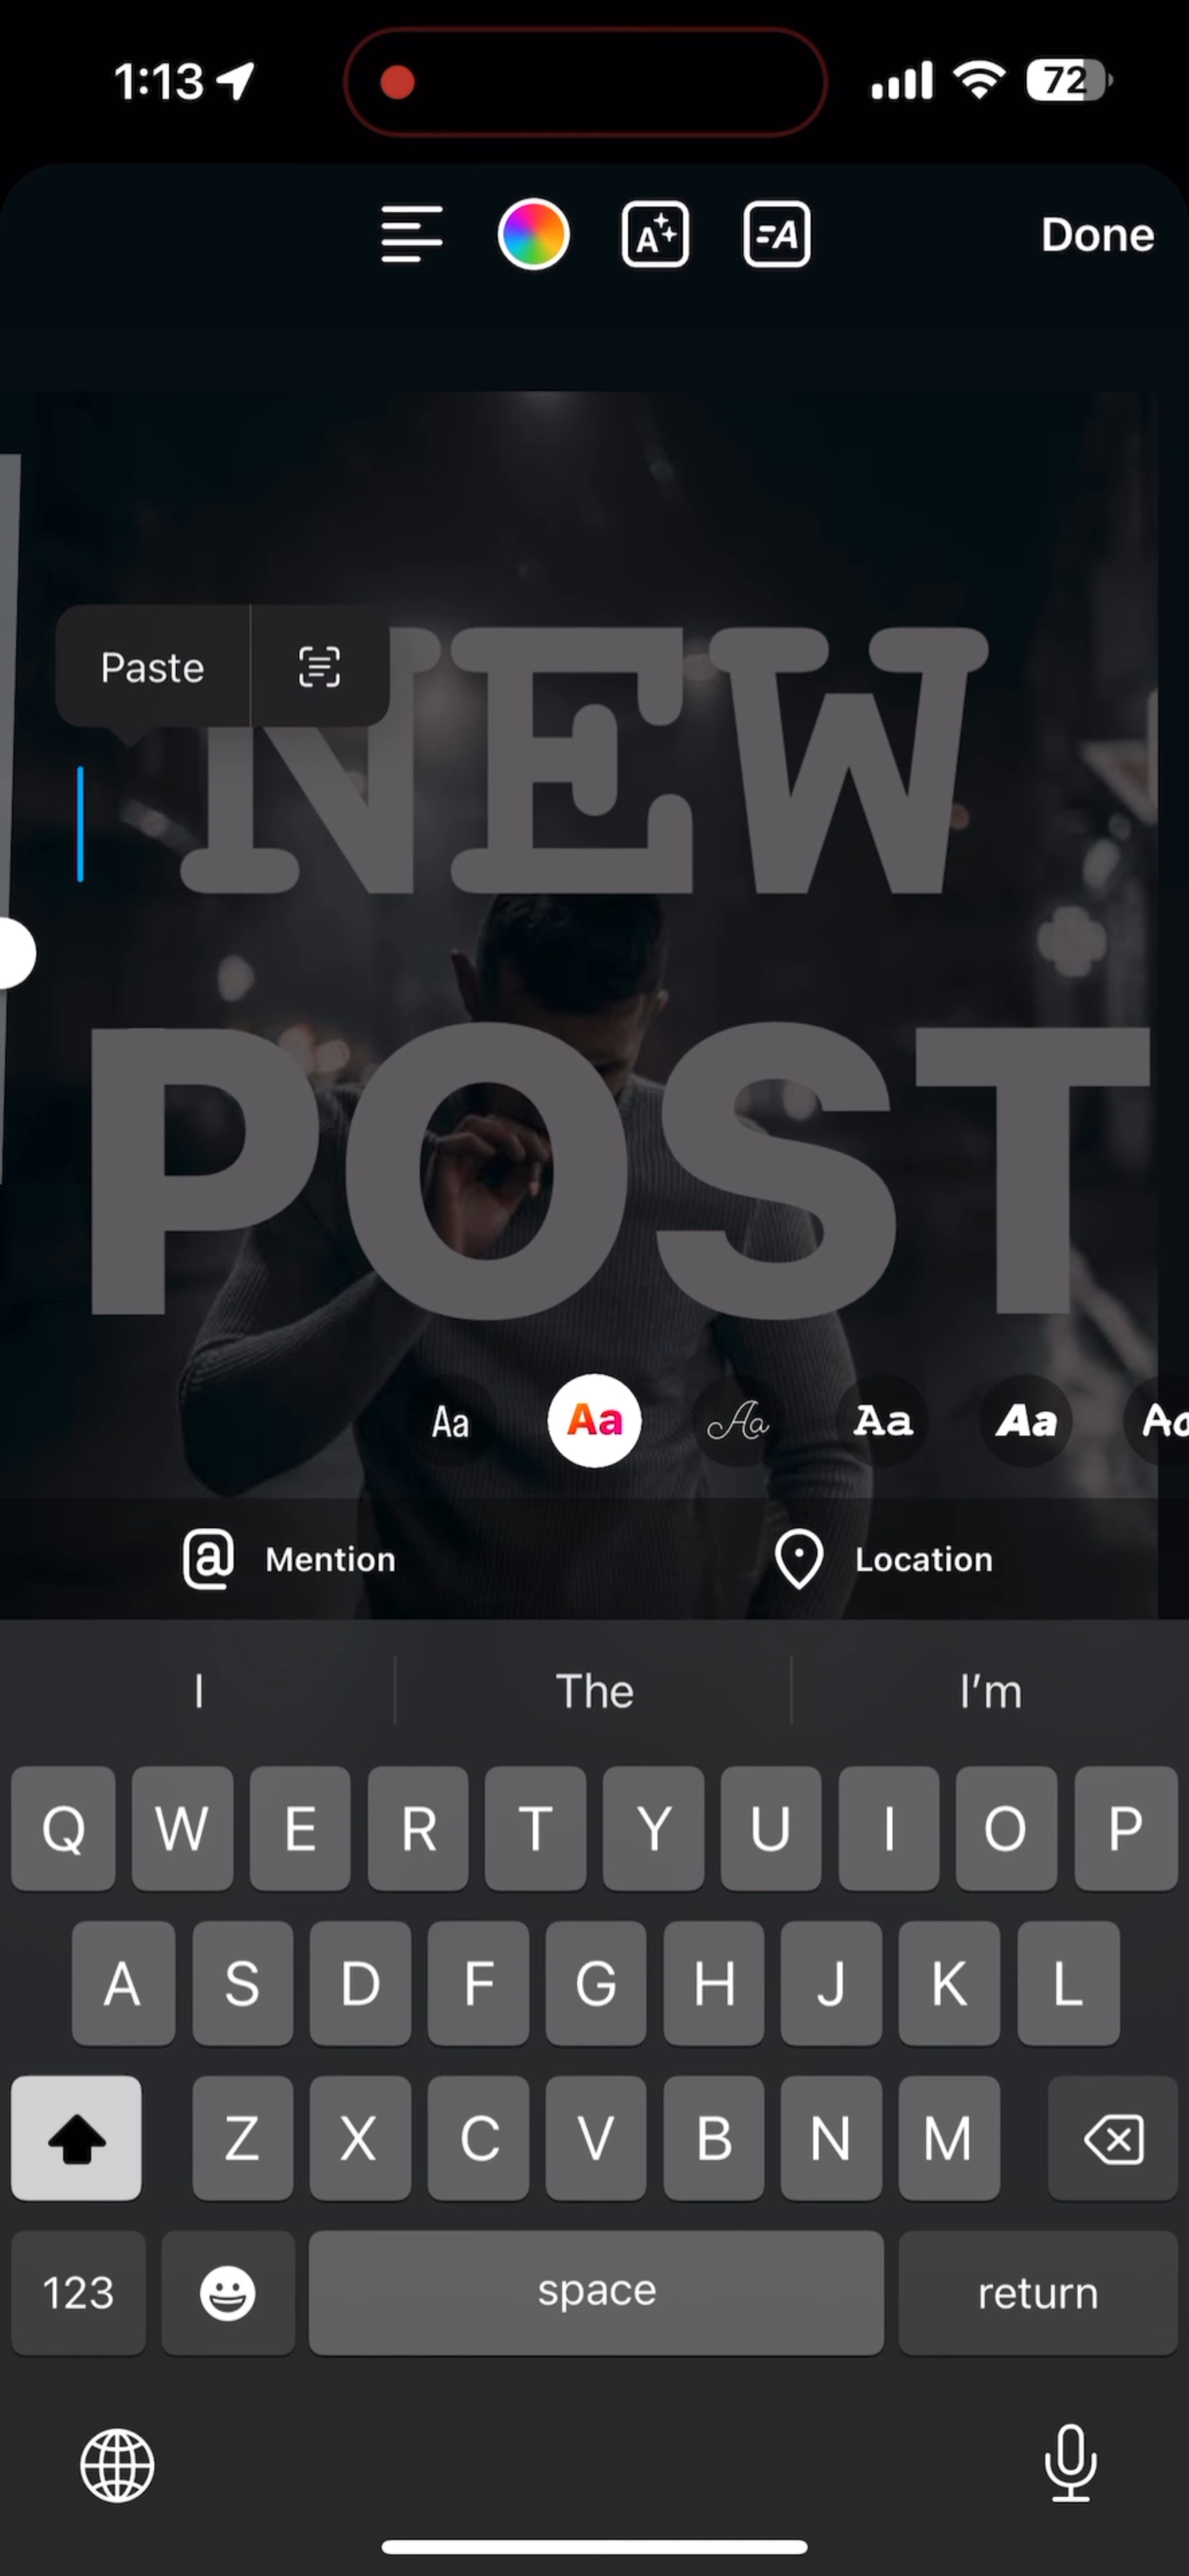 1:13
72
Done
Paste
NEW
POST
Aa
Aa
Aa
Aa
Aa
Mention
Location
I
The
I’m
Q W E R T Y U I O P
A S D F G H J K L
Z X C V B N M
123
space
return